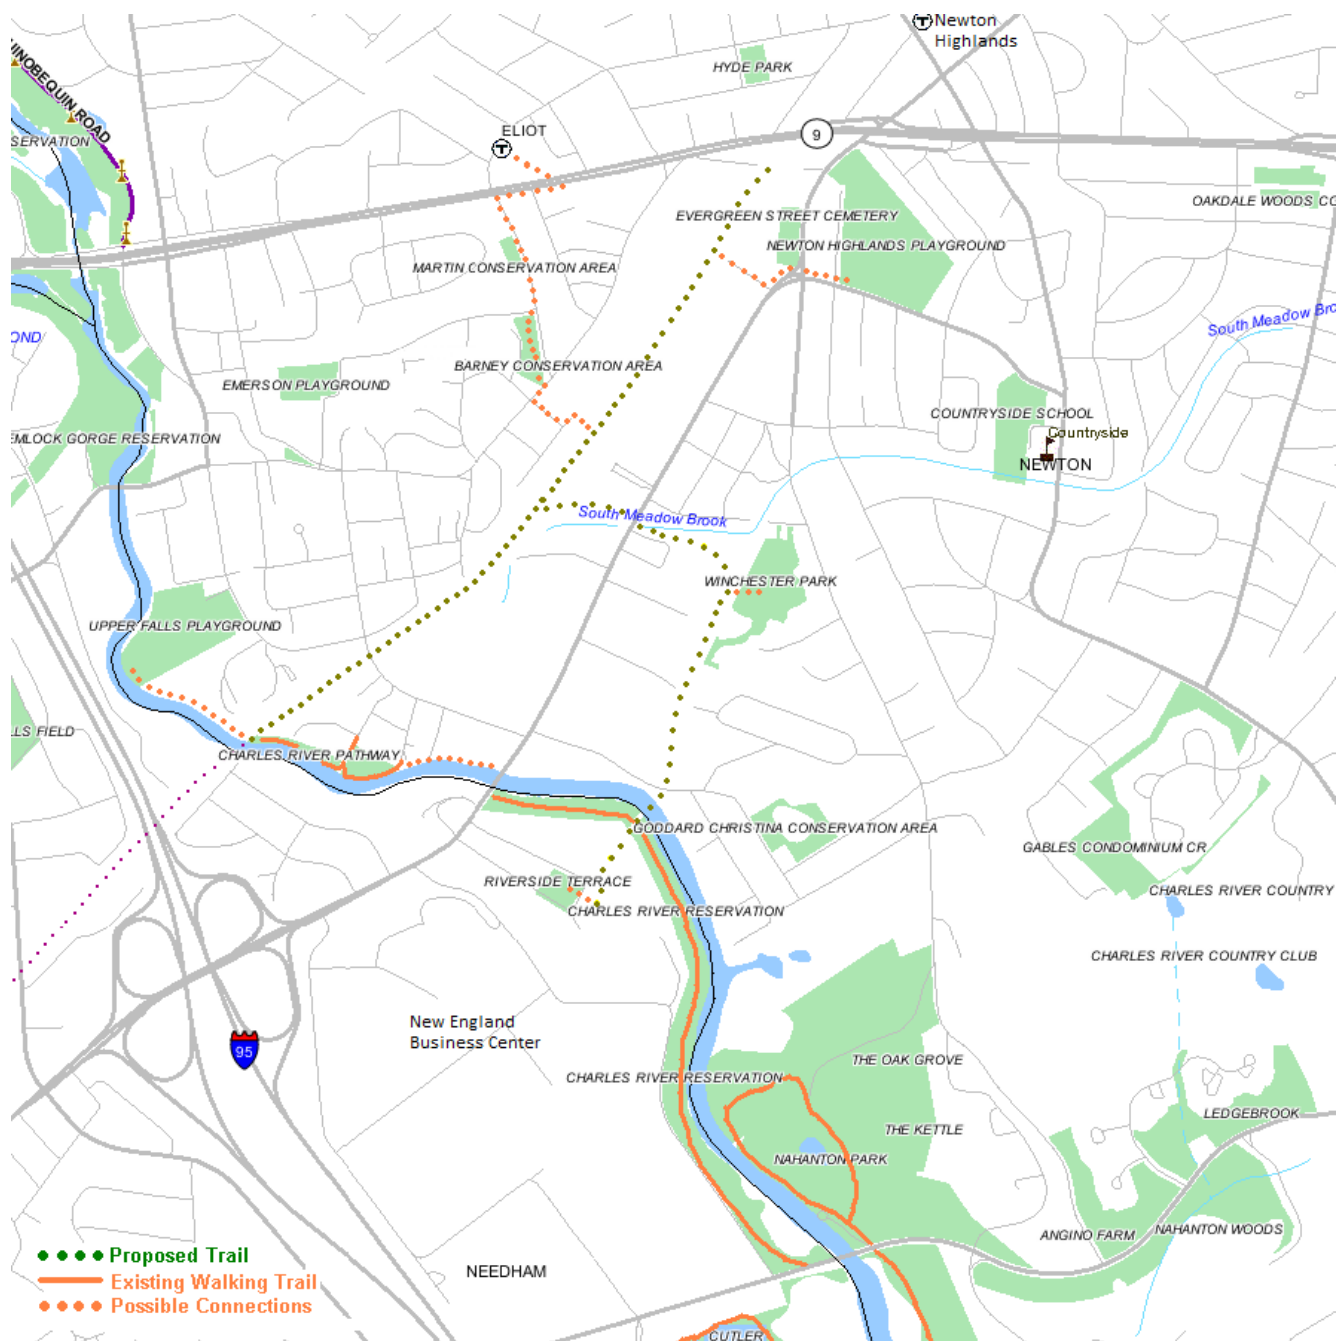 Newton
Highlands
HYDE PARK
INOBEQUIN ROAD
ELIOT
9
SERVATION
OAKDALE WOODS CO
EVERGREEN STREET CEMETERY
NEWTON HIGHLANDS PLAYGROUND
MARTIN CONSERVATION AREA
South Meadow Bro
OND
BARNEY CONSERVATION AREA
EMERSON PLAYGROUND
COUNTRYSIDE SCHOOL
Countryside
EMLOCK GORGE RESERVATION
NEWTON
South Meadow Brook
WINCHESTER PARK
UPPER FALLS PLAYGROUND
LLS FIELD
CHARLES RIVER PATHWAY
GODDARD CHRISTINA CONSERVATION AREA
GABLES CONDOMINIUM CR
RIVERSIDE TERRACE
CHARLES RIVER COUNTRY
CHARLES RIVER RESERVATION
CHARLES RIVER COUNTRY CLUB
New England
Business Center
95
THE OAK GROVE
CHARLES RIVER RESERVATION
LEDGEBROOK
THE KETTLE
NAHANTON PARK
ANGINO FARM
NAHANTON WOODS
Proposed Trail
NEEDHAM
Existing Walking Trail
Possible Connections
CUTLER